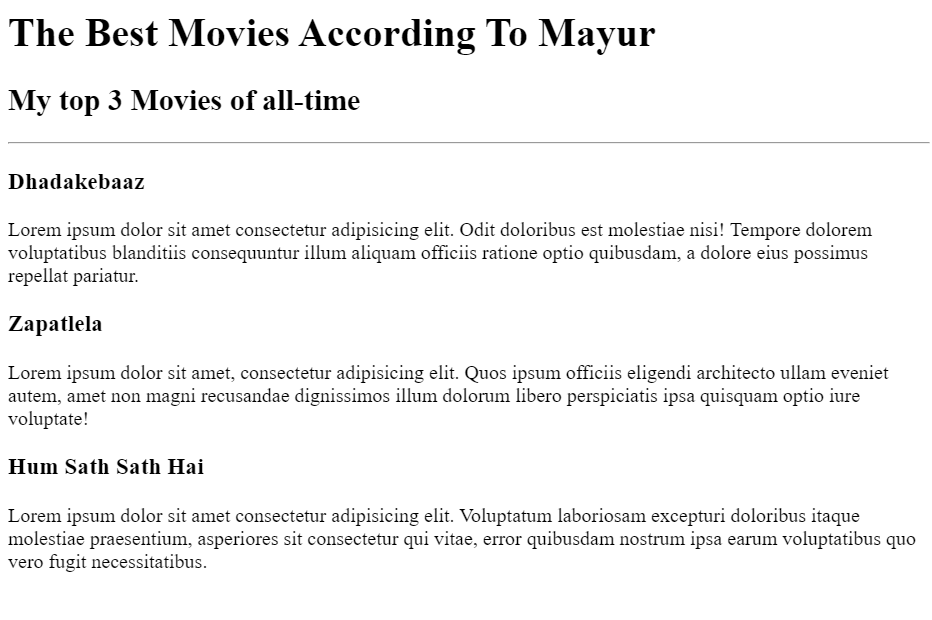 The Best Movies According To Mayur
My top 3 Movies of all-time
Dhadakebaaz
Lorem ipsum dolor sit amet consectetur adipisicing elit. Odit doloribus est molestiae nisi! Tempore dolorem
voluptatibus blanditiis consequuntur illum aliquam officiis ratione optio quibusdam, a dolore eius possimus
repellat pariatur.
Zapatlela
Lorem ipsum dolor sit amet, consectetur adipisicing elit. Quos ipsum officiis eligendi architecto ullam eveniet
autem, amet non magni recusandae dignissimos illum dolorum libero perspiciatis ipsa quisquam optio iure
voluptate!
Hum Sath Sath Hai
Lorem ipsum dolor sit amet consectetur adipisicing elit. Voluptatum laboriosam excepturi doloribus itaque
molestiae praesentium, asperiores sit consectetur qui vitae, error quibusdam nostrum ipsa earum voluptatibus quo
vero fugit necessitatibus.